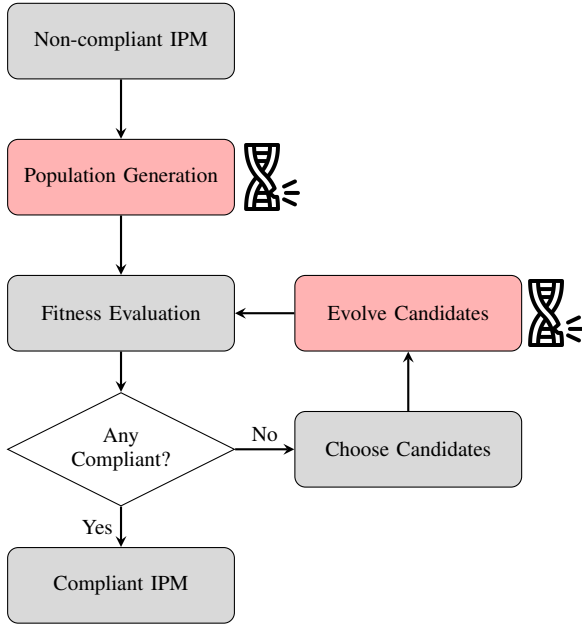 Non-compliant IPM
Population Generation
Fitness Evaluation
Evolve Candidates
Any
Compliant?
No
Choose Candidates
Yes
Compliant IPM